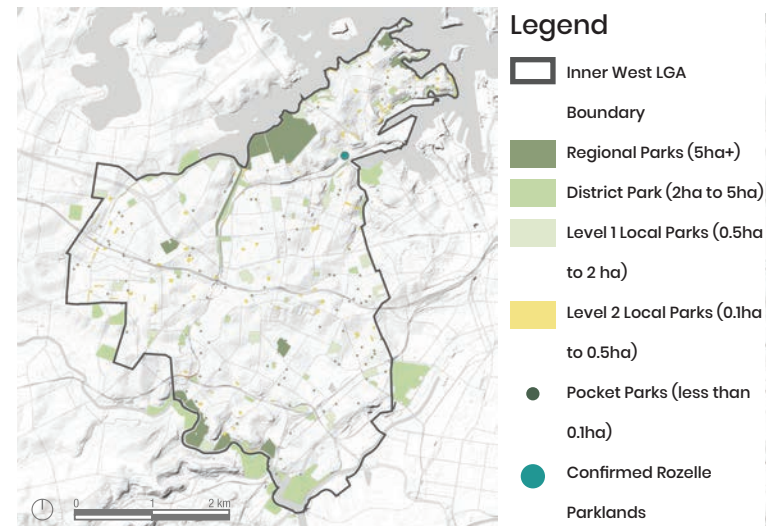 Legend
Inner West LGA
Boundary
Regional Parks (5ha+)
District Park (2ha to 5ha)
Level 1 Local Parks (0.5ha
to 2 ha)
Level 2 Local Parks (0.1ha
to 0.5ha)
Pocket Parks (less than
0.1ha)
Confirmed Rozelle
Parklands
0 1 2 km